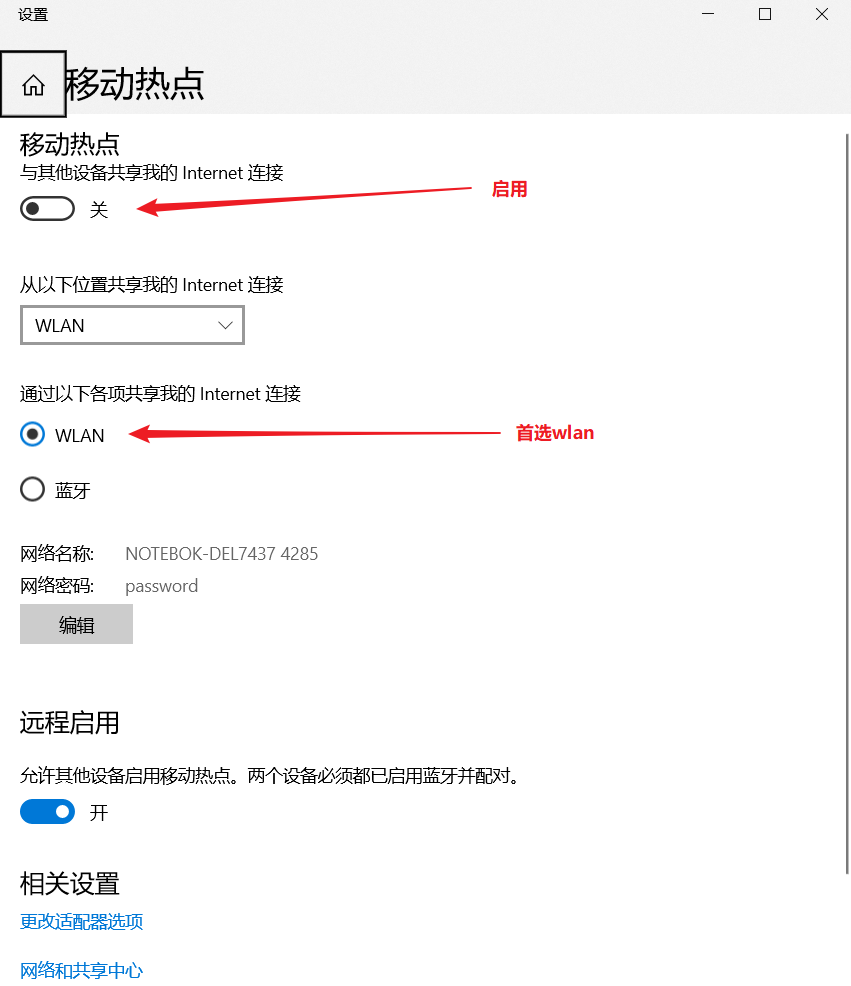 设置
移动热点
移动热点
与其他设备共享我的 Internet 连接
关
启用
从以下位置共享我的 Internet 连接
WLAN
通过以下各项共享我的 Internet 连接
WLAN
首选wlan
蓝牙
网络名称: NOTEBOK-DEL7437 4285
网络密码: password
编辑
远程启用
允许其他设备启用移动热点。两个设备必须都已启用蓝牙并配对。
开
相关设置
更改适配器选项
网络和共享中心